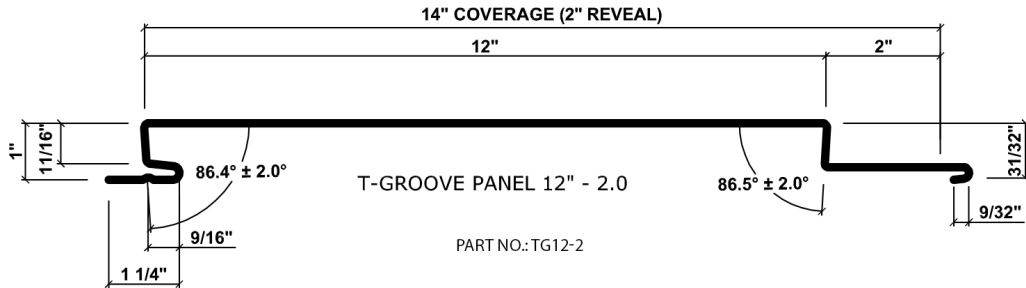 14" COVERAGE (2" REVEAL)
12"
2"
1"
11/16"
31/32"
86.4° ± 2.0°
T-GROOVE PANEL 12" - 2.0
86.5° ± 2.0°
9/32"
9/16"
PART NO.: TG12-2
1 1/4"